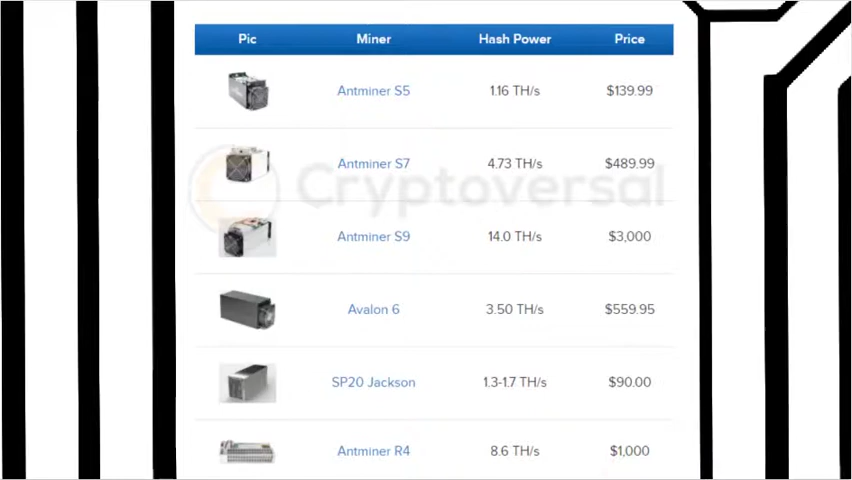 Pic Miner Hash Power Price
Antminer S5 1.16 TH/s $139.99
Antminer S7 4.73 TH/s $489.99
Cryptoversal
Antminer S9 14.0 TH/s $3,000
Avalon 6 3.50 TH/s $559.95
SP20 Jackson 1.3-1.7 TH/s $90.00
Antminer R4 8.6 TH/s $1,000